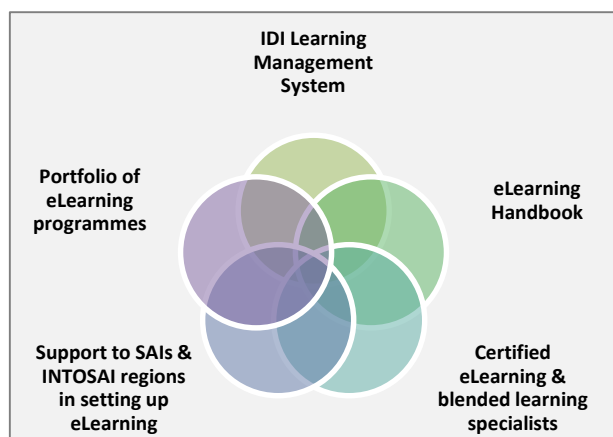 IDI Learning
Management
System
Portfolio of
eLearning
programmes
eLearning
Handbook
Support to SAIs &
INTOSAI regions
in setting up
eLearning
Certified
eLearning &
blended learning
specialists